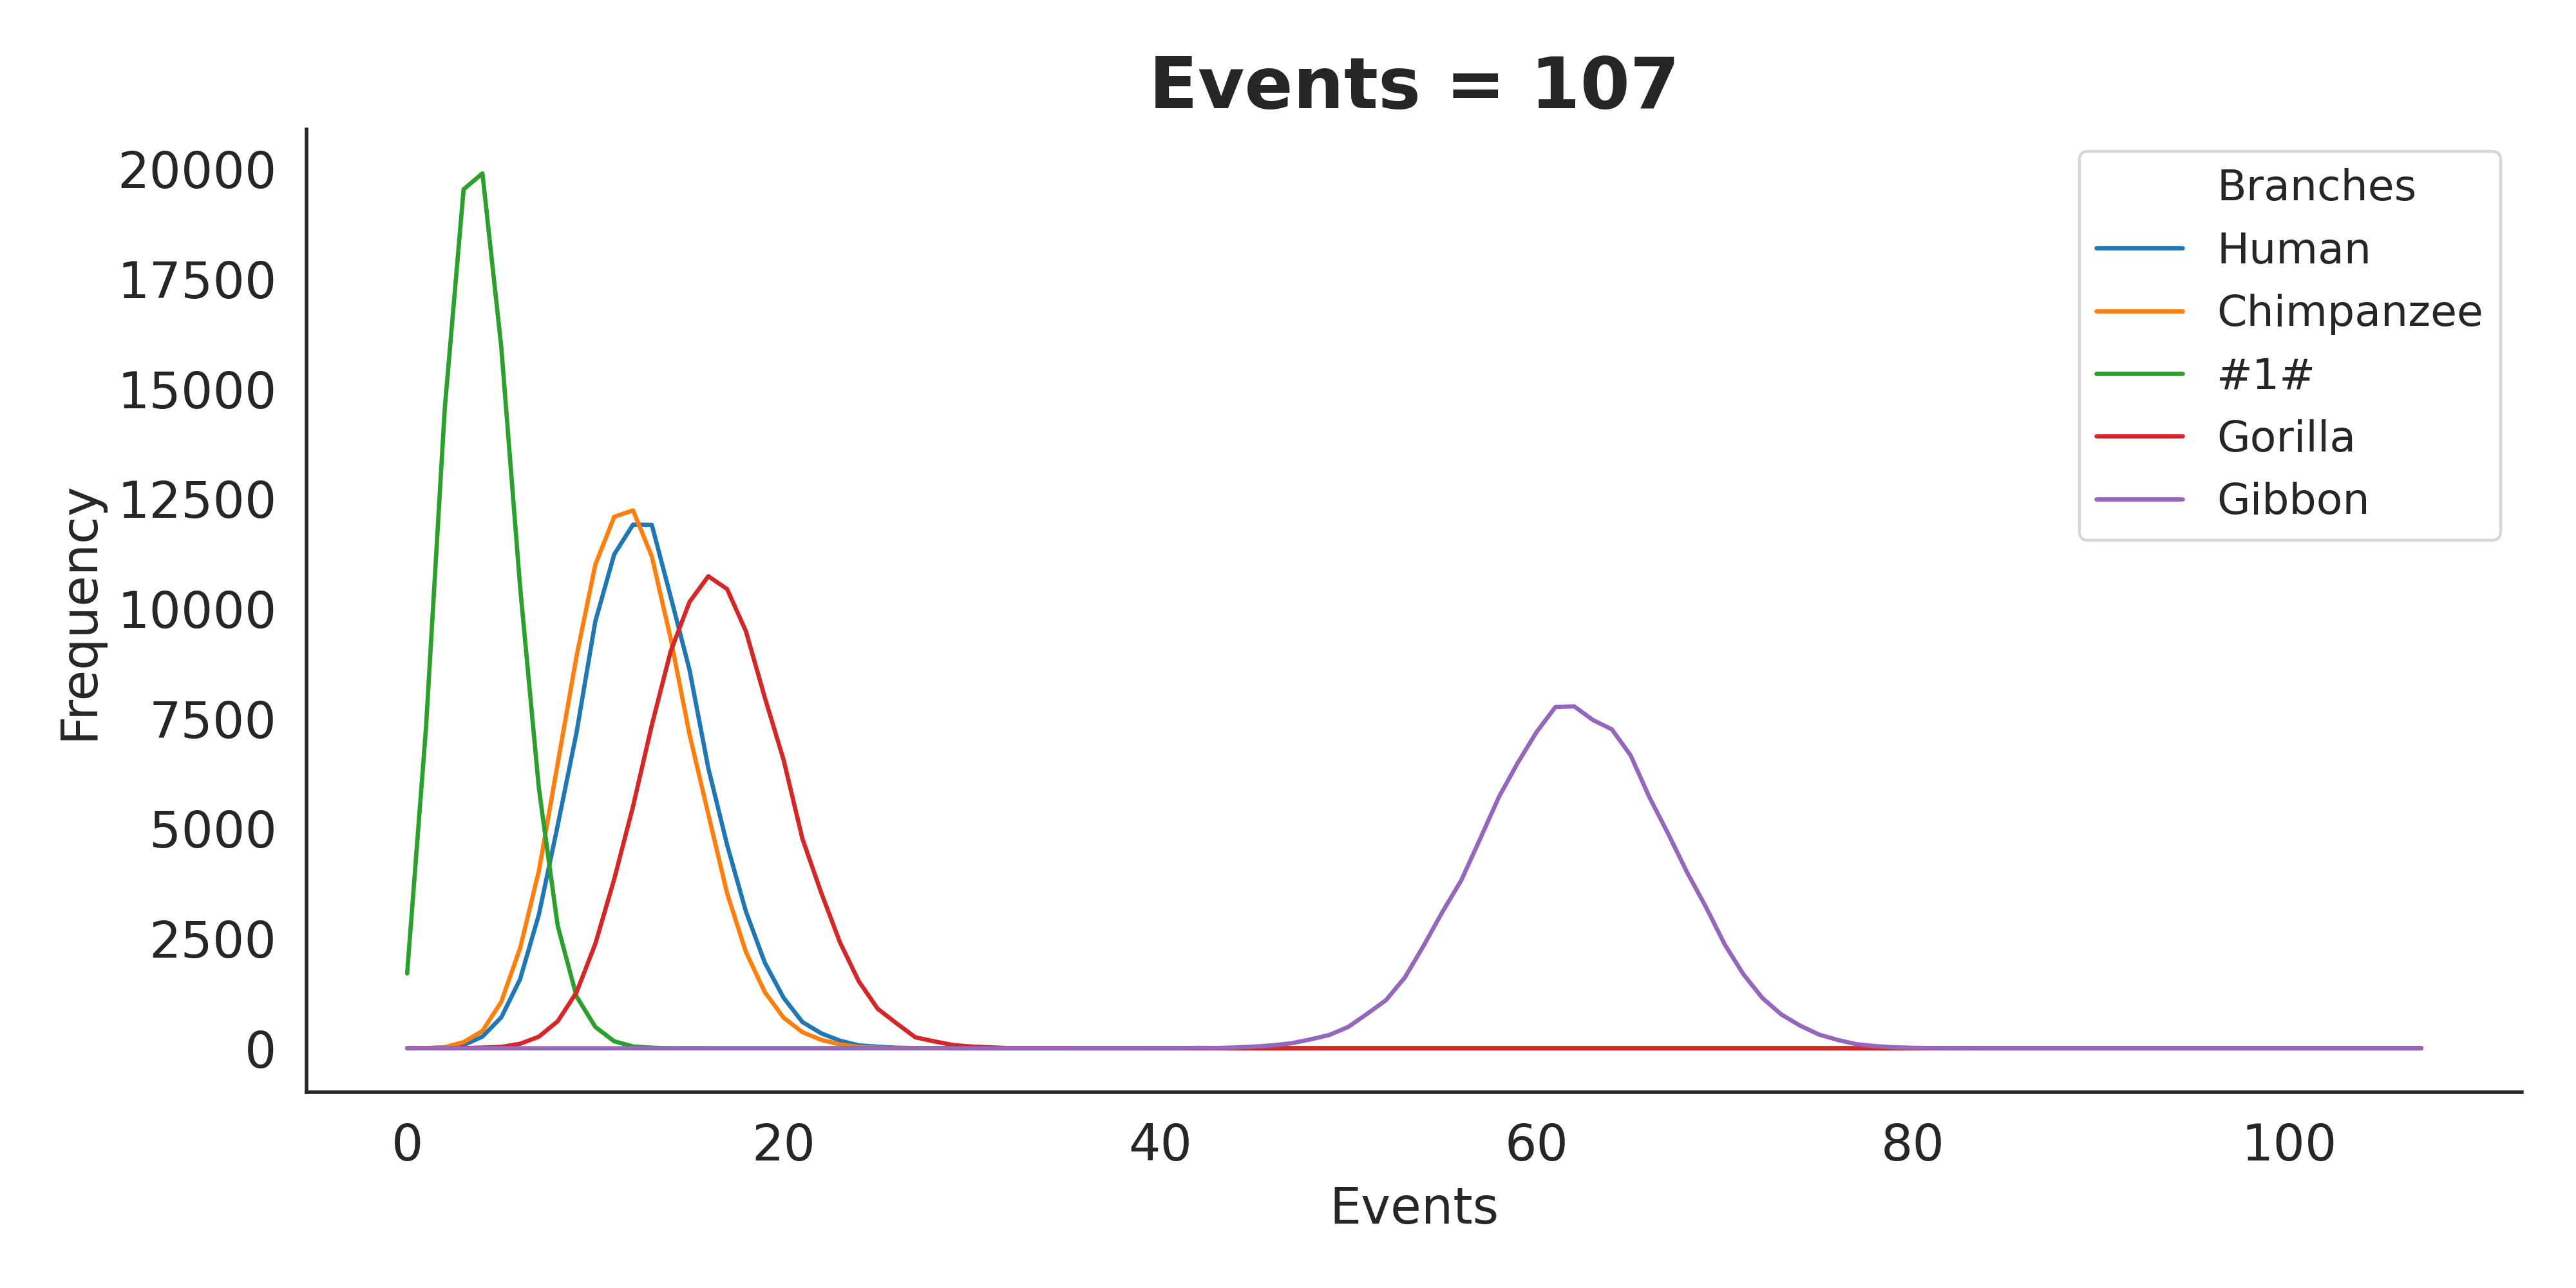 Events = 107
20000
17500
15000
12500
10000
7500
5000
2500
0
Frequency
Branches
Human
Chimpanzee
#1#
Gorilla
Gibbon
0 20 40 60 80 100
Events